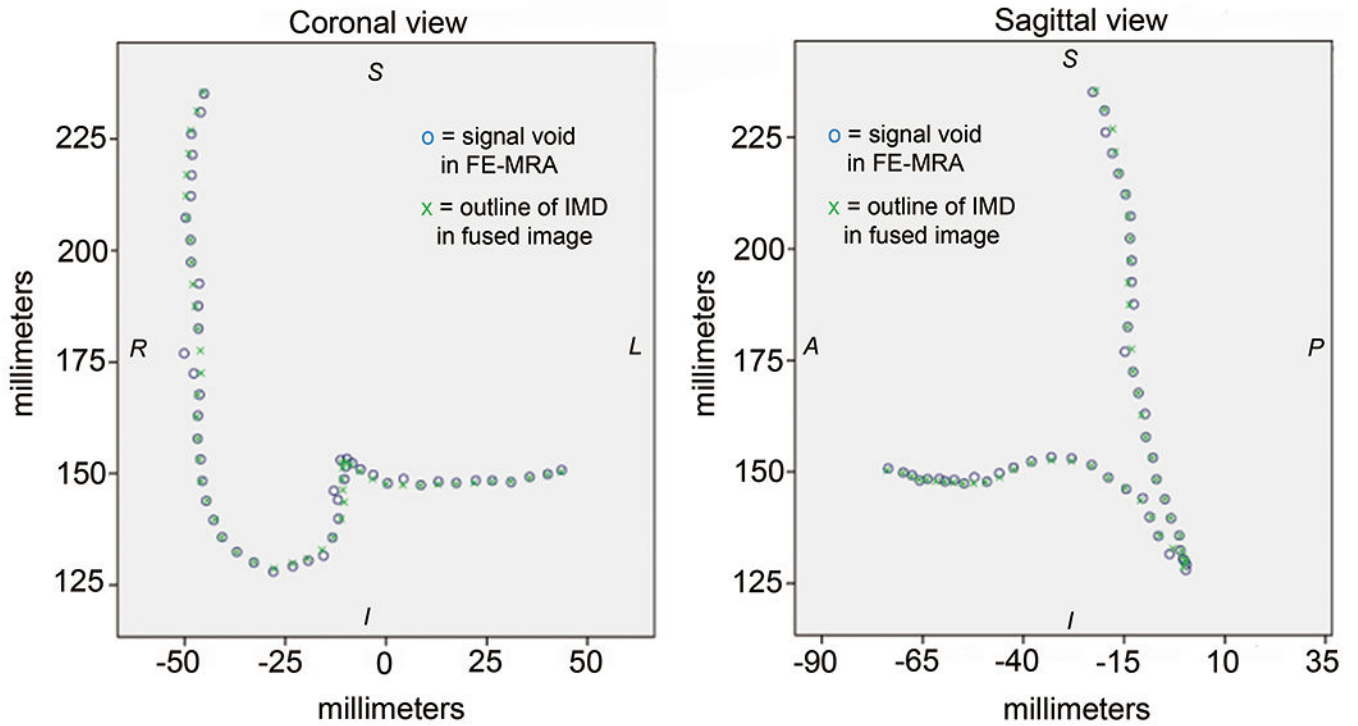 Coronal view
S
o = signal void
in FE-MRA
x = outline of IMD
in fused image
R
L
I
225
200
175
150
125
millimeters
-50
-25
0
25
50
millimeters
Sagittal view
S
o = signal void
in FE-MRA
x = outline of IMD
in fused image
A
P
I
225
200
175
150
125
millimeters
-90
-65
-40
-15
10
35
millimeters